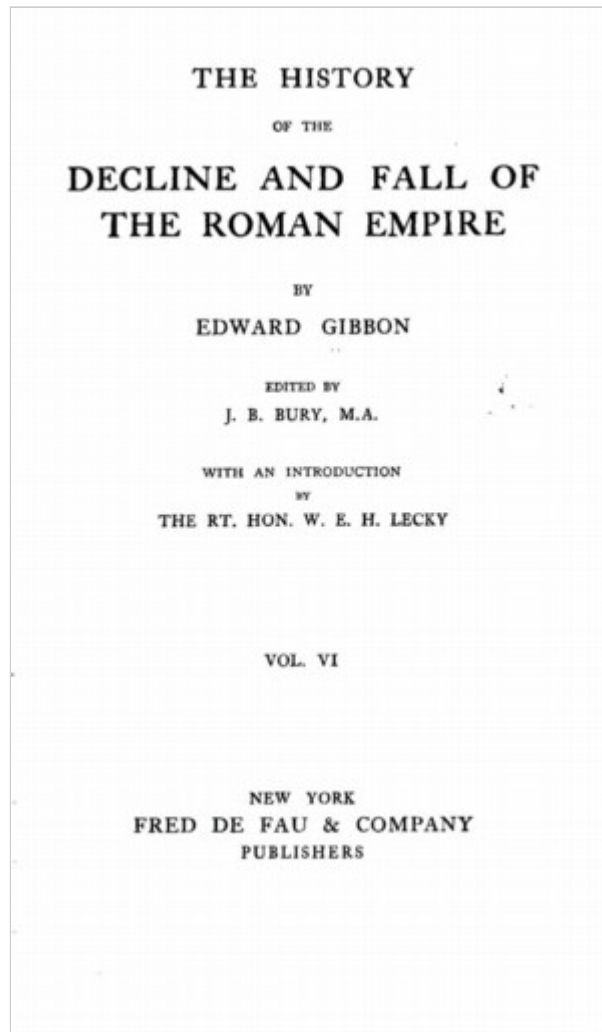 THE HISTORY
OF THE
DECLINE AND FALL OF
THE ROMAN EMPIRE
BY
EDWARD GIBBON
EDITED BY
J. B. BURY, M.A.
WITH AN INTRODUCTION
BY
THE RT. HON. W. E. H. LECKY
VOL. VI
NEW YORK
FRED DE FAU & COMPANY
PUBLISHERS